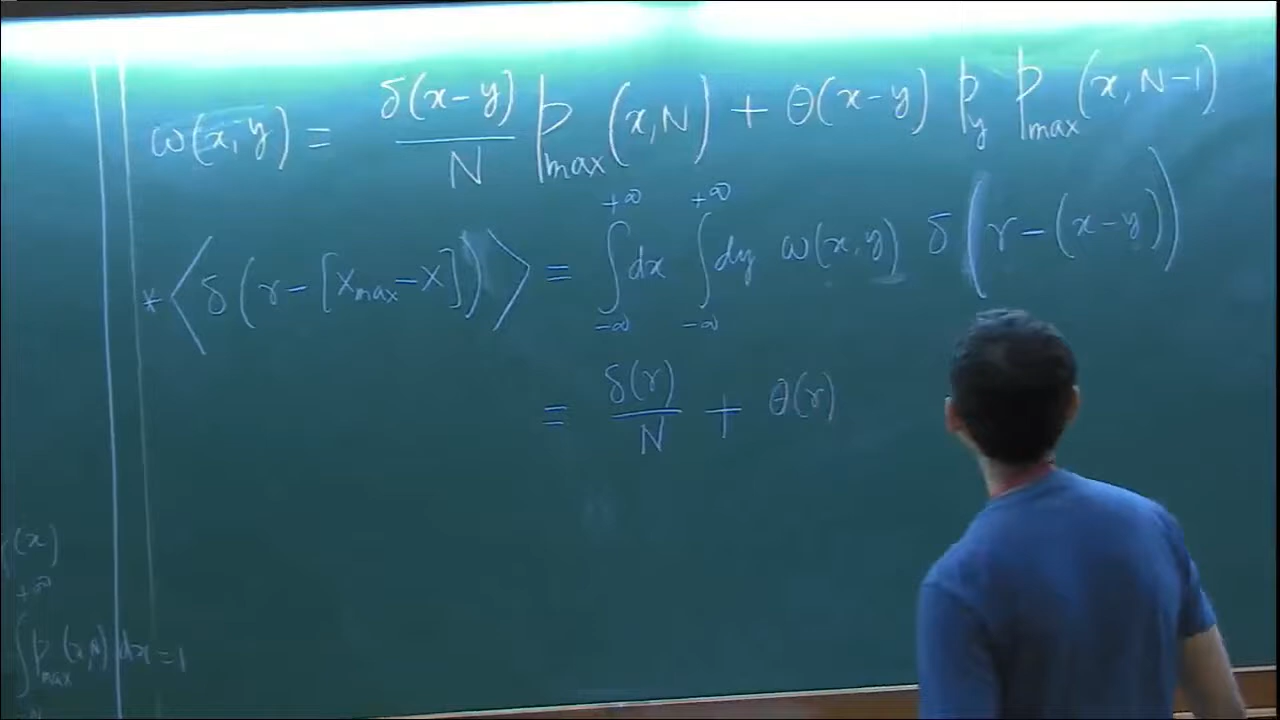 ω(x,y) = δ(x-y)/N p_max(x,N) + θ(x-y) p_y p_max(x,N-1)
* ⟨δ(r-[X_max-X])⟩ = ∫_{-∞}^{+∞} dx ∫_{-∞}^{+∞} dy ω(x,y) δ(r-(x-y))
= δ(r)/N + θ(r)
(x)
+∞
∫ p_max(x,N) dx = 1